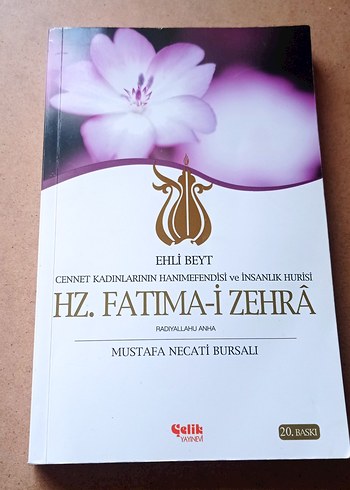 EHLİ BEYT
CENNET KADINLARININ HANIMEFENDİSİ ve İNSANLIK HURİSİ
HZ. FATIMA-İ ZEHRÂ
RADIYALLAHU ANHA
MUSTAFA NECATİ BURSALI
Çelik
YAYINEVİ
20. BASKI